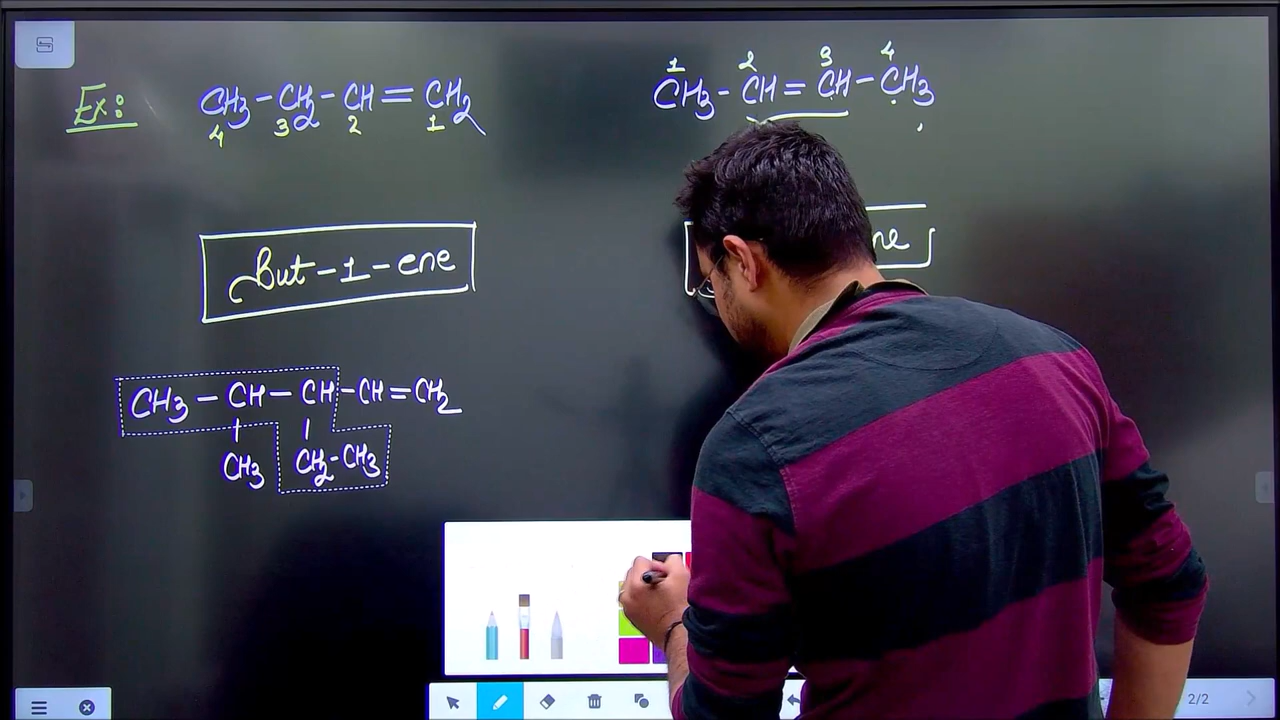 Ex: CH3-CH2-CH=CH2
4 3 2 1
1 2 3 4
CH3-CH=CH-CH3
But-1-ene
ne
CH3-CH-CH-CH=CH2
CH3 CH2-CH3
2/2